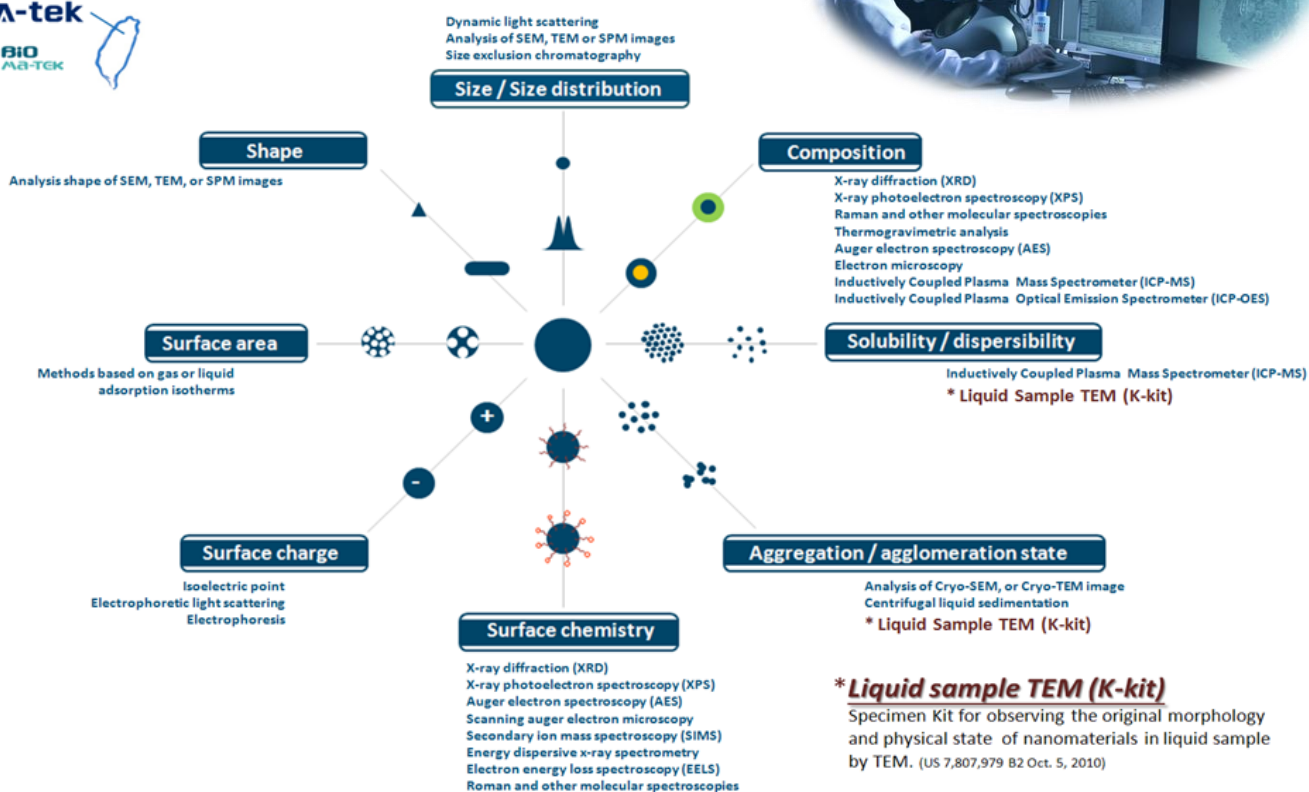 -tek
BiO
Ma-TEK
Dynamic light scattering
Analysis of SEM, TEM or SPM images
Size exclusion chromatography
Size / Size distribution
Shape
Analysis shape of SEM, TEM, or SPM images
Composition
X-ray diffraction (XRD)
X-ray photoelectron spectroscopy (XPS)
Raman and other molecular spectroscopies
Thermogravimetric analysis
Auger electron spectroscopy (AES)
Electron microscopy
Inductively Coupled Plasma Mass Spectrometer (ICP-MS)
Inductively Coupled Plasma Optical Emission Spectrometer (ICP-OES)
Surface area
Methods based on gas or liquid
adsorption isotherms
Solubility / dispersibility
Inductively Coupled Plasma Mass Spectrometer (ICP-MS)
* Liquid Sample TEM (K-kit)
+
-
Surface charge
Isoelectric point
Electrophoretic light scattering
Electrophoresis
Aggregation / agglomeration state
Analysis of Cryo-SEM, or Cryo-TEM image
Centrifugal liquid sedimentation
* Liquid Sample TEM (K-kit)
Surface chemistry
X-ray diffraction (XRD)
X-ray photoelectron spectroscopy (XPS)
Auger electron spectroscopy (AES)
Scanning auger electron microscopy
Secondary ion mass spectroscopy (SIMS)
Energy dispersive x-ray spectrometry
Electron energy loss spectroscopy (EELS)
Roman and other molecular spectroscopies
*Liquid sample TEM (K-kit)
Specimen Kit for observing the original morphology
and physical state of nanomaterials in liquid sample
by TEM. (US 7,807,979 B2 Oct. 5, 2010)